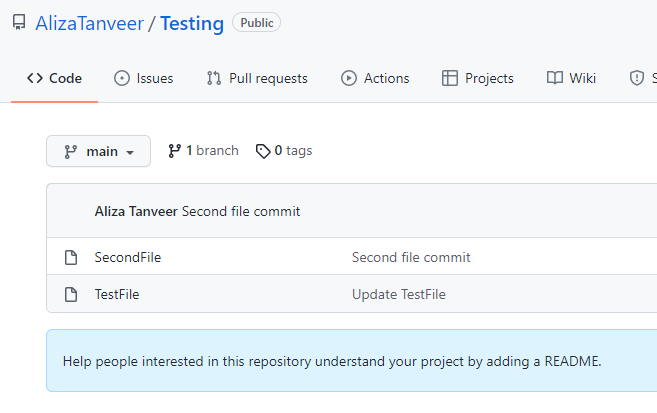 AlizaTanveer / Testing Public
Code Issues Pull requests Actions Projects Wiki S
main 1 branch 0 tags
Aliza Tanveer Second file commit
SecondFile Second file commit
TestFile Update TestFile
Help people interested in this repository understand your project by adding a README.